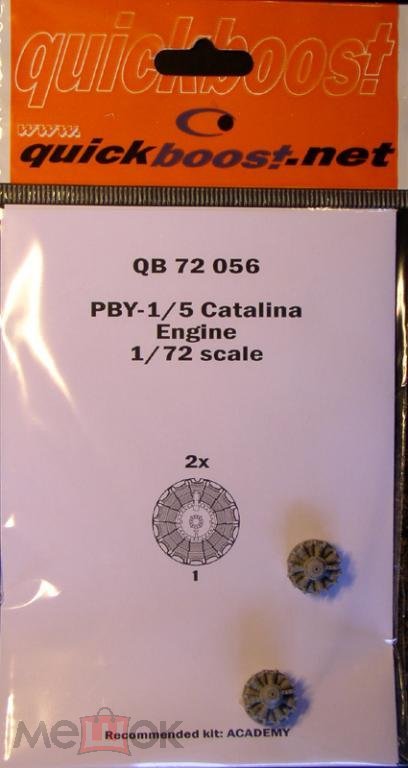 quickboost
www.
quickboost.net
QB 72 056
PBY-1/5 Catalina
Engine
1/72 scale
2x
1
Recommended kit: ACADEMY
мешок